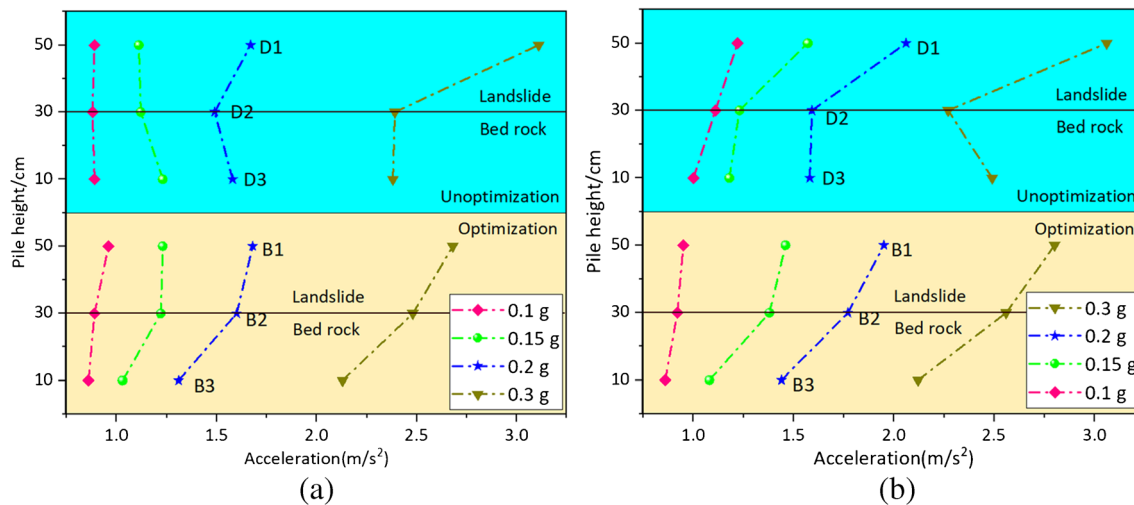 (a)
Pile height/cm
50
30
10
50
30
10
D1
D2
D3
Landslide
Bed rock
Unoptimization
Optimization
B1
B2
B3
Landslide
Bed rock
0.1 g
0.15 g
0.2 g
0.3 g
1.0 1.5 2.0 2.5 3.0
Acceleration(m/s²)
(a)
(b)
Pile height/cm
50
30
10
50
30
10
D1
D2
D3
Landslide
Bed rock
Unoptimization
Optimization
B1
B2
B3
Landslide
Bed rock
0.3 g
0.2 g
0.15 g
0.1 g
1.0 1.5 2.0 2.5 3.0
Acceleration(m/s²)
(b)